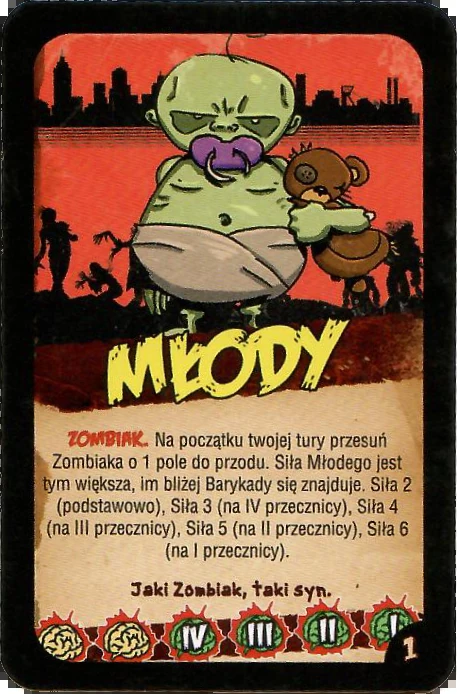 MŁODY
ZOMBIAK. Na początku twojej tury przesuń
Zombiaka o 1 pole do przodu. Siła Młodego jest
tym większa, im bliżej Barykady się znajduje. Siła 2
(podstawowo), Siła 3 (na IV przecznicy), Siła 4
(na III przecznicy), Siła 5 (na II przecznicy), Siła 6
(na I przecznicy).
Jaki Zombiak, taki syn.
IV III II I
1